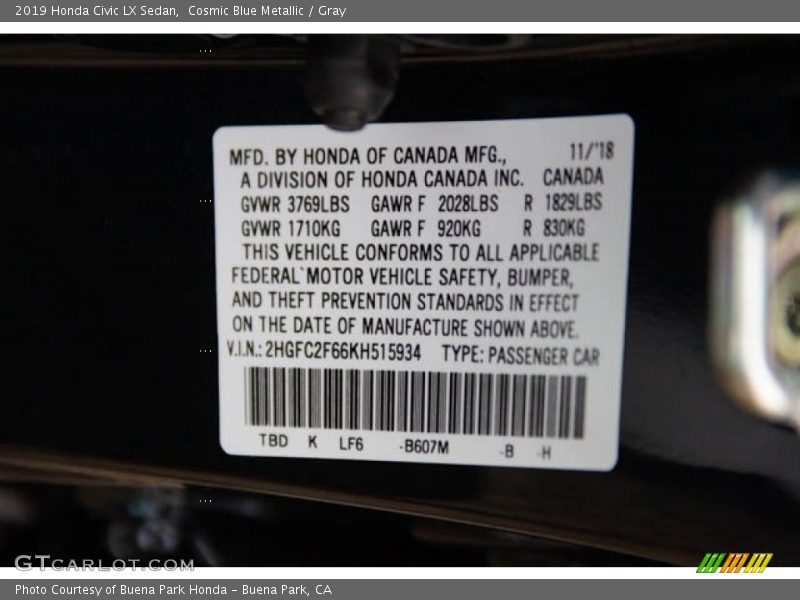 2019 Honda Civic LX Sedan,  Cosmic Blue Metallic / Gray
MFD. BY HONDA OF CANADA MFG., 11/'18
A DIVISION OF HONDA CANADA INC. CANADA
GVWR 3769LBS GAWR F 2028LBS R 1829LBS
GVWR 1710KG GAWR F 920KG R 830KG
THIS VEHICLE CONFORMS TO ALL APPLICABLE
FEDERAL MOTOR VEHICLE SAFETY, BUMPER,
AND THEFT PREVENTION STANDARDS IN EFFECT
ON THE DATE OF MANUFACTURE SHOWN ABOVE.
V.I.N.: 2HGFC2F66KH515934 TYPE: PASSENGER CAR
TBD K LF6 -B607M -B -H
GTCARLOT.COM
Photo Courtesy of Buena Park Honda - Buena Park, CA